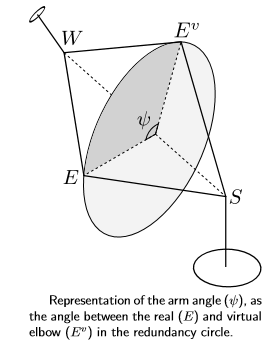 E^v
W
ψ
E
S
Representation of the arm angle (ψ), as
the angle between the real (E) and virtual
elbow (E^v) in the redundancy circle.